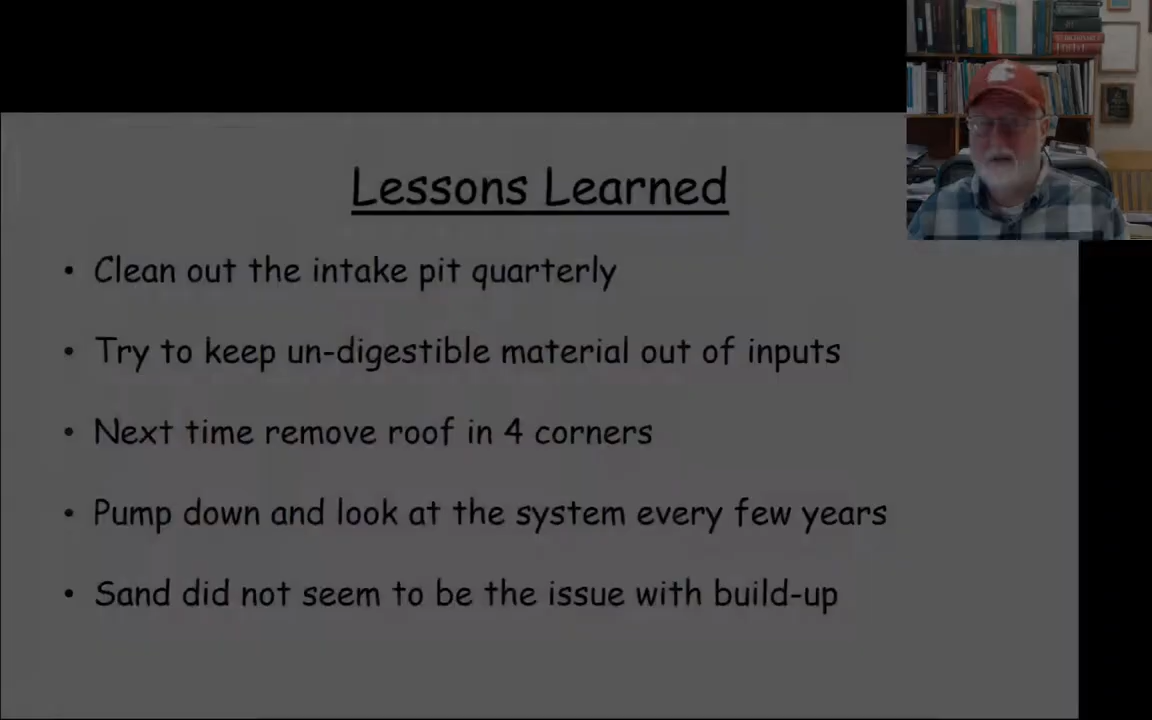 Lessons Learned
• Clean out the intake pit quarterly
• Try to keep un-digestible material out of inputs
• Next time remove roof in 4 corners
• Pump down and look at the system every few years
• Sand did not seem to be the issue with build-up